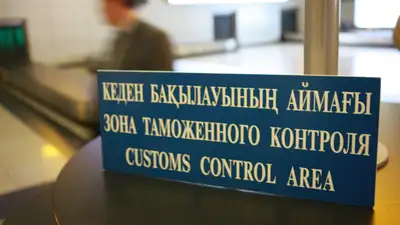 КЕДЕН БАҚЫЛАУЫНЫҢ АЙМАҒЫ
ЗОНА ТАМОЖЕННОГО КОНТРОЛЯ
CUSTOMS CONTROL AREA